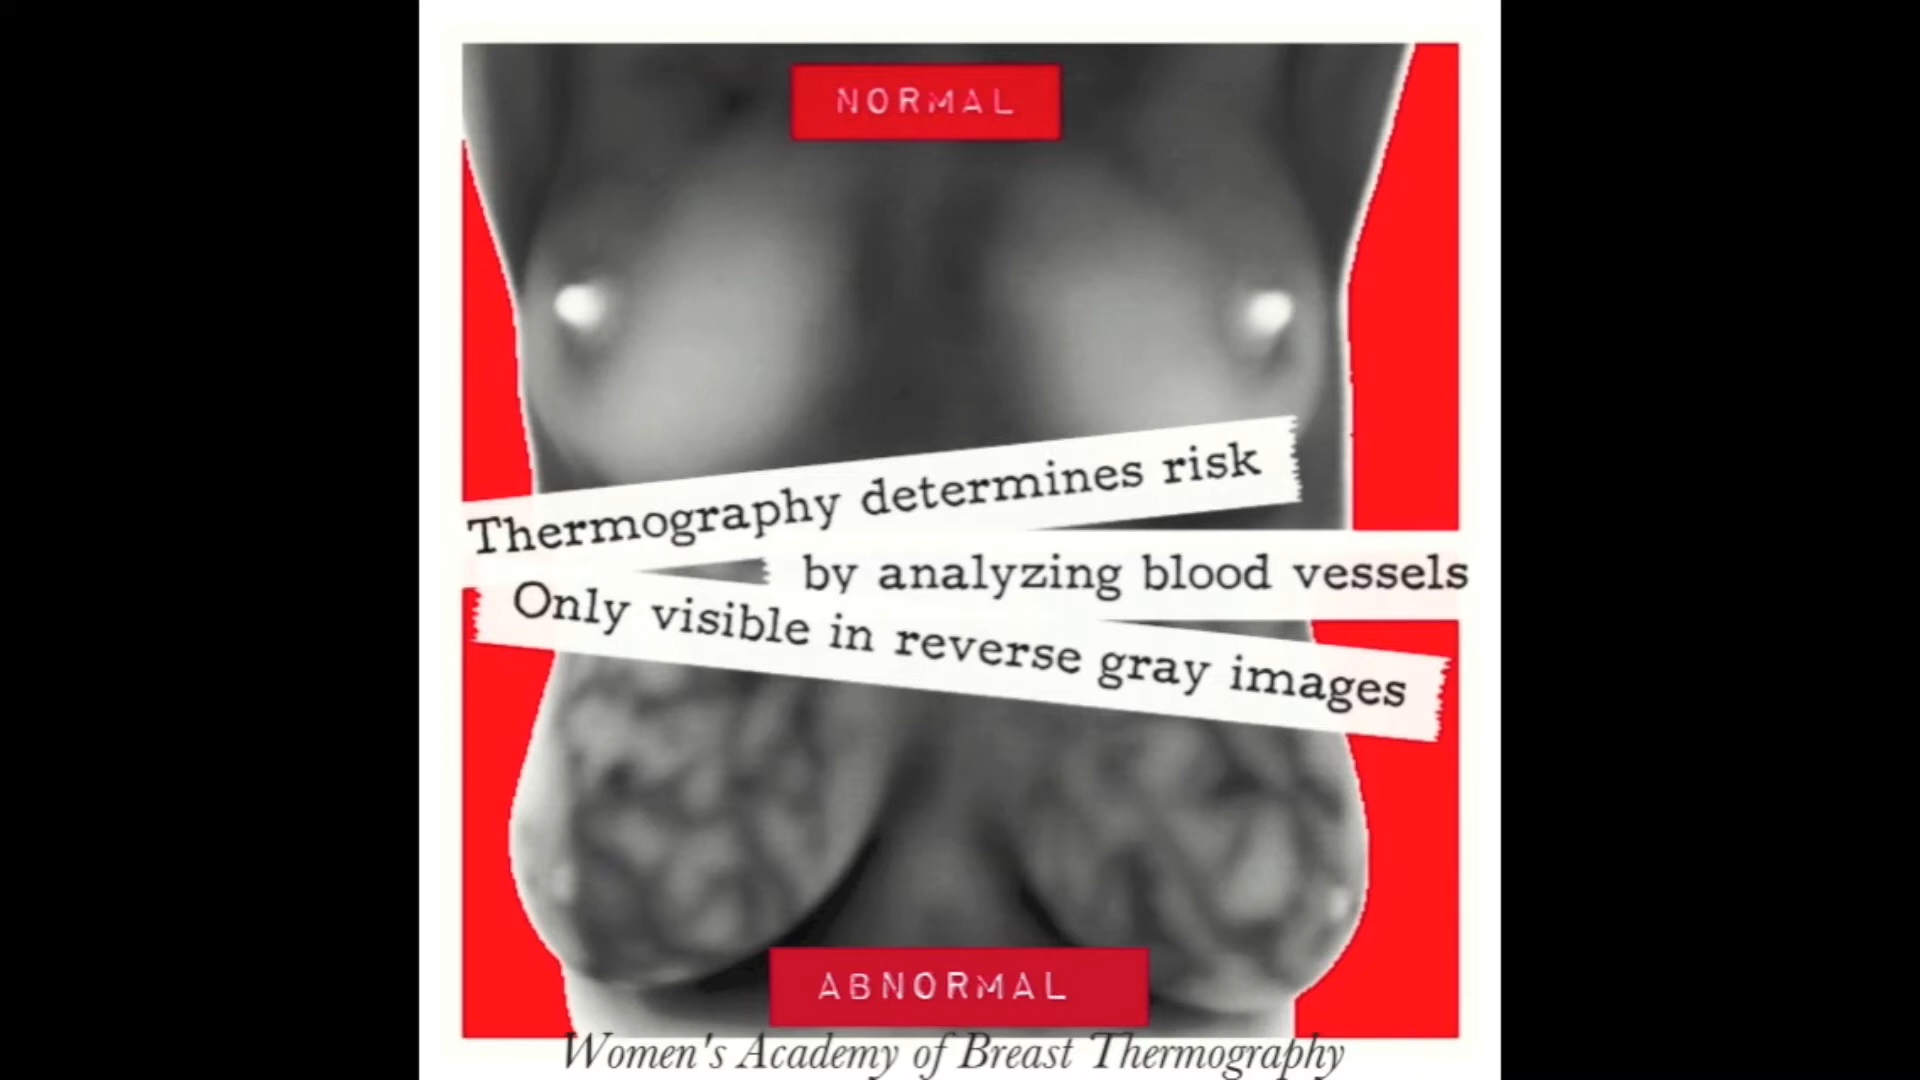 NORMAL
Thermography determines risk
by analyzing blood vessels
Only visible in reverse gray images
ABNORMAL
Women's Academy of Breast Thermography